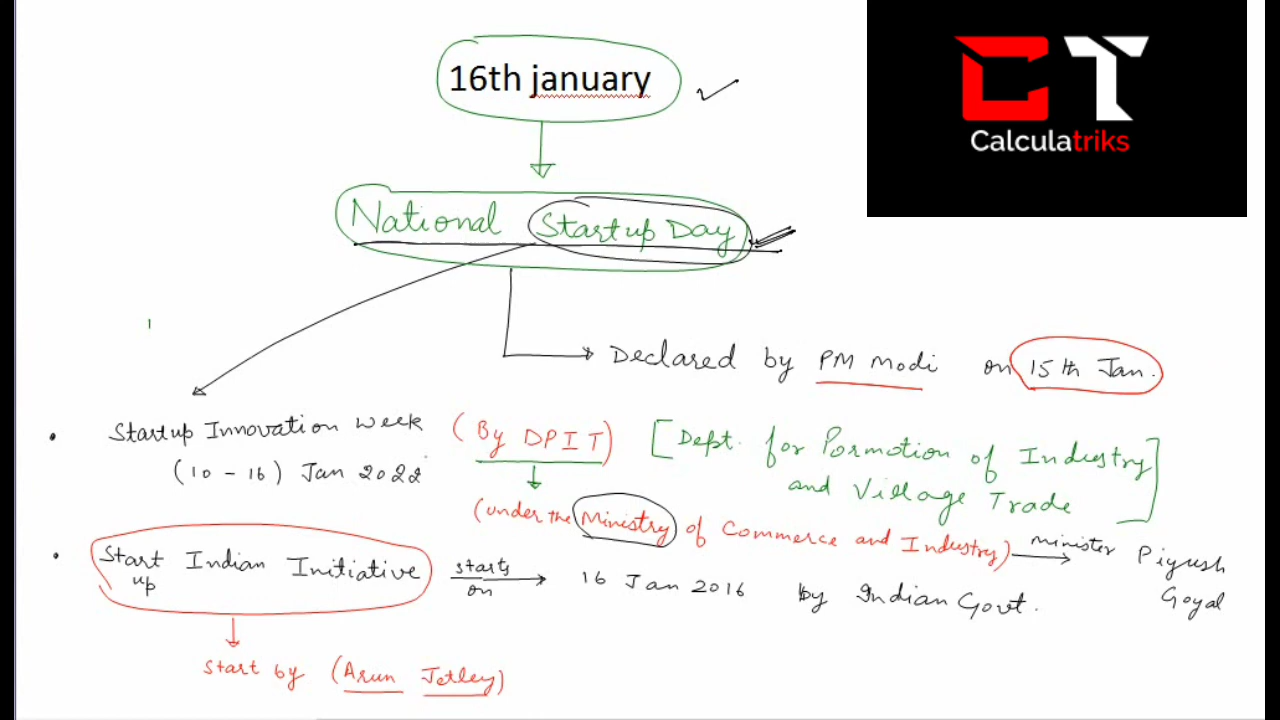 16th january
CT
Calculatriks
National Startup Day
Declared by PM Modi on 15th Jan.
Startup Innovation Week (By DPIT) [Dept. for Pormotion of Industry
(10 - 16) Jan 2022 and Village Trade]
(under the Ministry of Commerce and Industry) minister Piyush
Goyal
Start up Indian Initiative starts on 16 Jan 2016 by Indian Govt.
Start by (Arun Jetley)